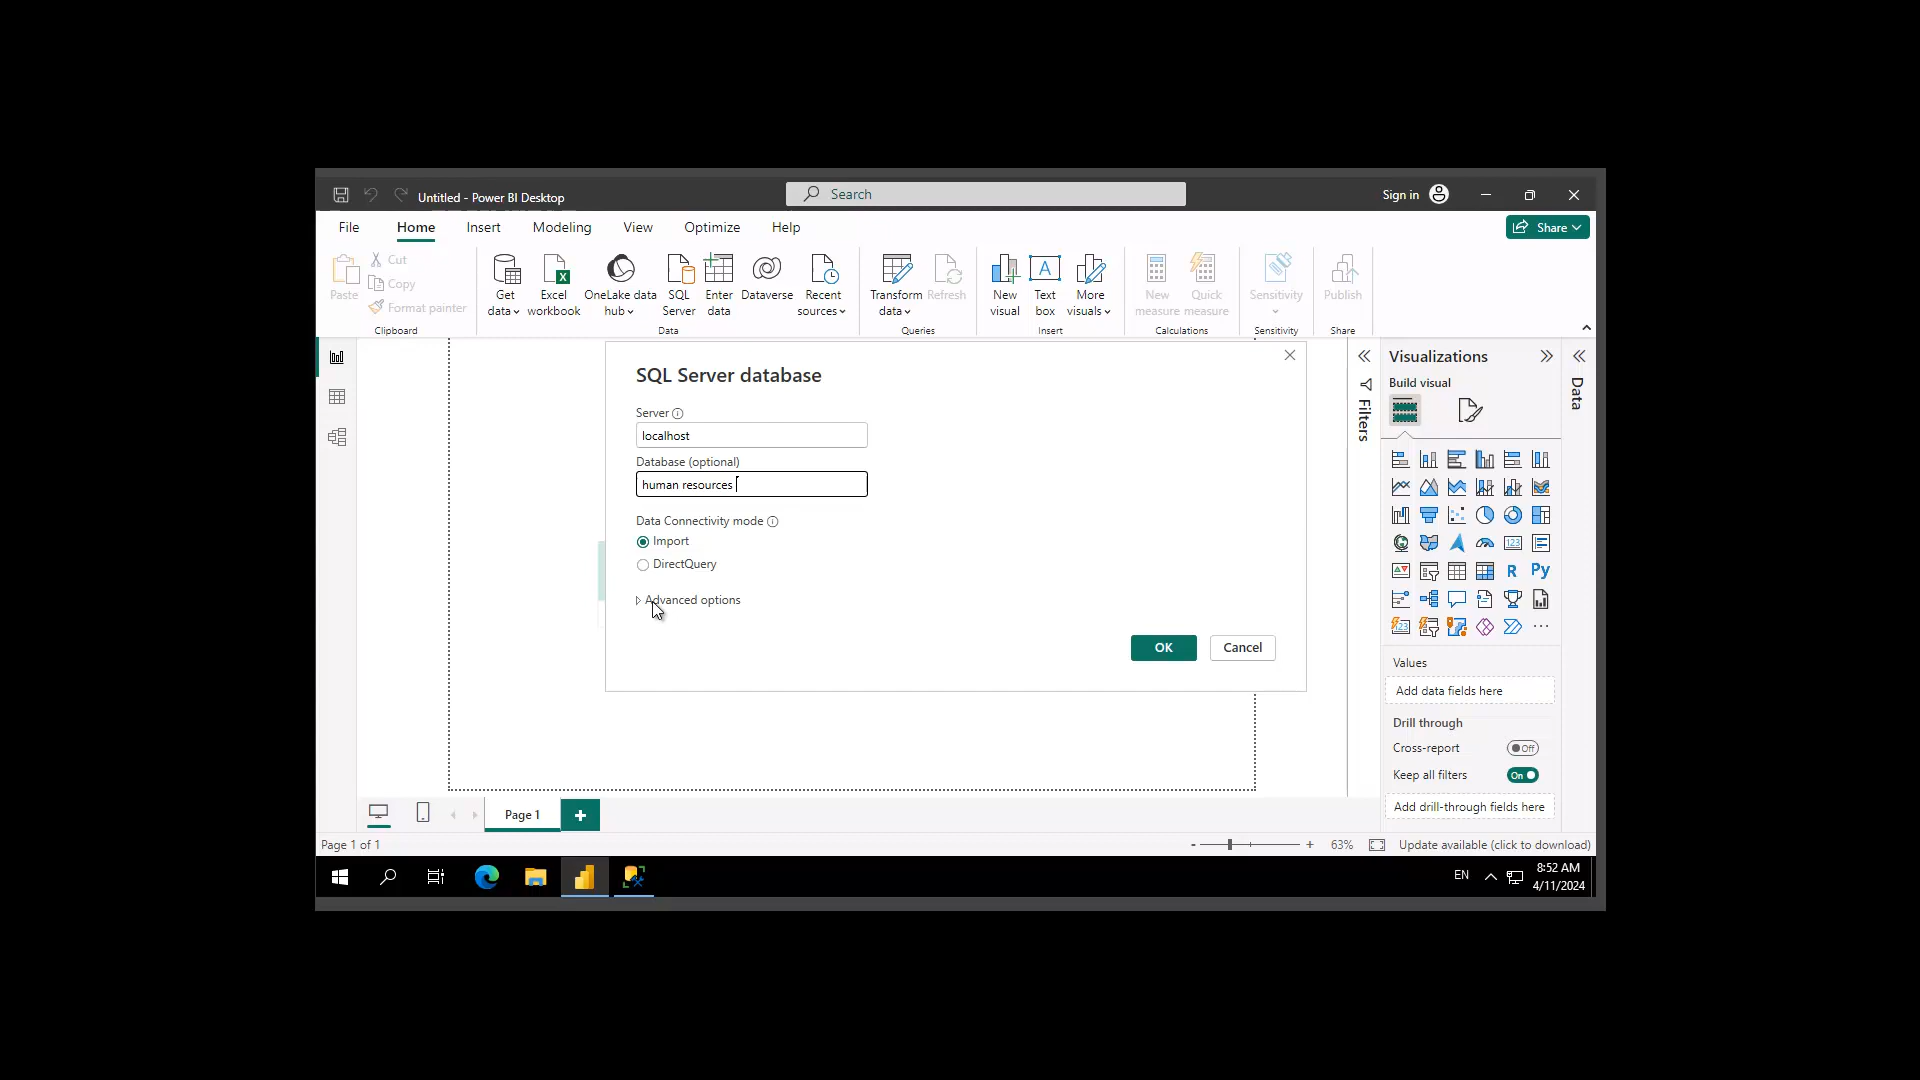 Untitled - Power BI Desktop
Search
Sign in
File Home Insert Modeling View Optimize Help
Share
Paste
Cut
Copy
Format painter
Clipboard
Get data
Excel workbook
OneLake data hub
SQL Server
Enter data
Dataverse
Recent sources
Data
Transform data
Refresh
Queries
New visual
Text box
More visuals
Insert
New measure
Quick measure
Calculations
Sensitivity
Sensitivity
Publish
Share
SQL Server database
Server
localhost
Database (optional)
human resources
Data Connectivity mode
Import
DirectQuery
Advanced options
OK
Cancel
Filters
Visualizations
Build visual
123
R
Py
123
Values
Add data fields here
Drill through
Cross-report
Off
Keep all filters
On
Add drill-through fields here
Data
Page 1
Page 1 of 1
63%
Update available (click to download)
EN
8:52 AM
4/11/2024